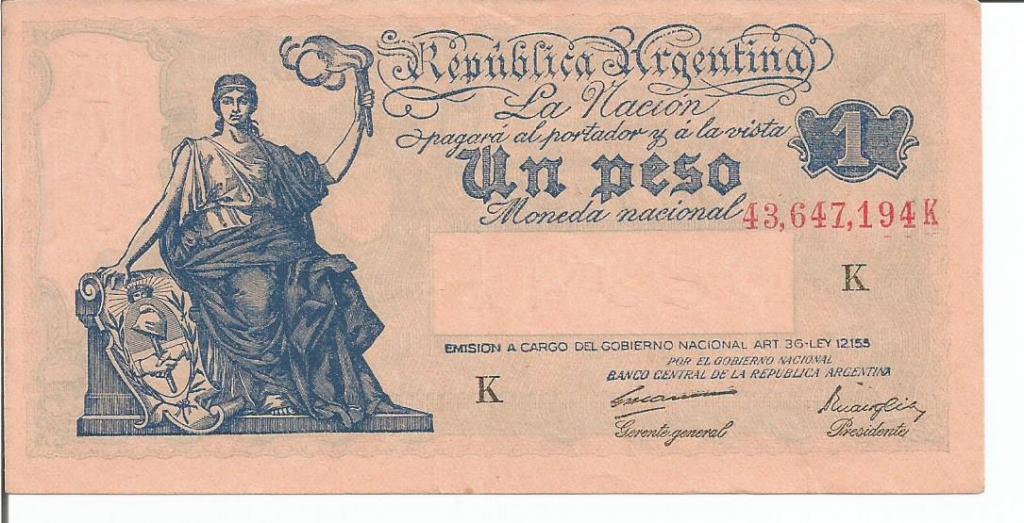 República Argentina
La Nación
pagará al portador y á la vista
1
Un peso
Moneda nacional
43,647,194 K
K
EMISION A CARGO DEL GOBIERNO NACIONAL ART 36-LEY 12155
POR EL GOBIERNO NACIONAL
BANCO CENTRAL DE LA REPUBLICA ARGENTINA
K
Gerente general
Presidente